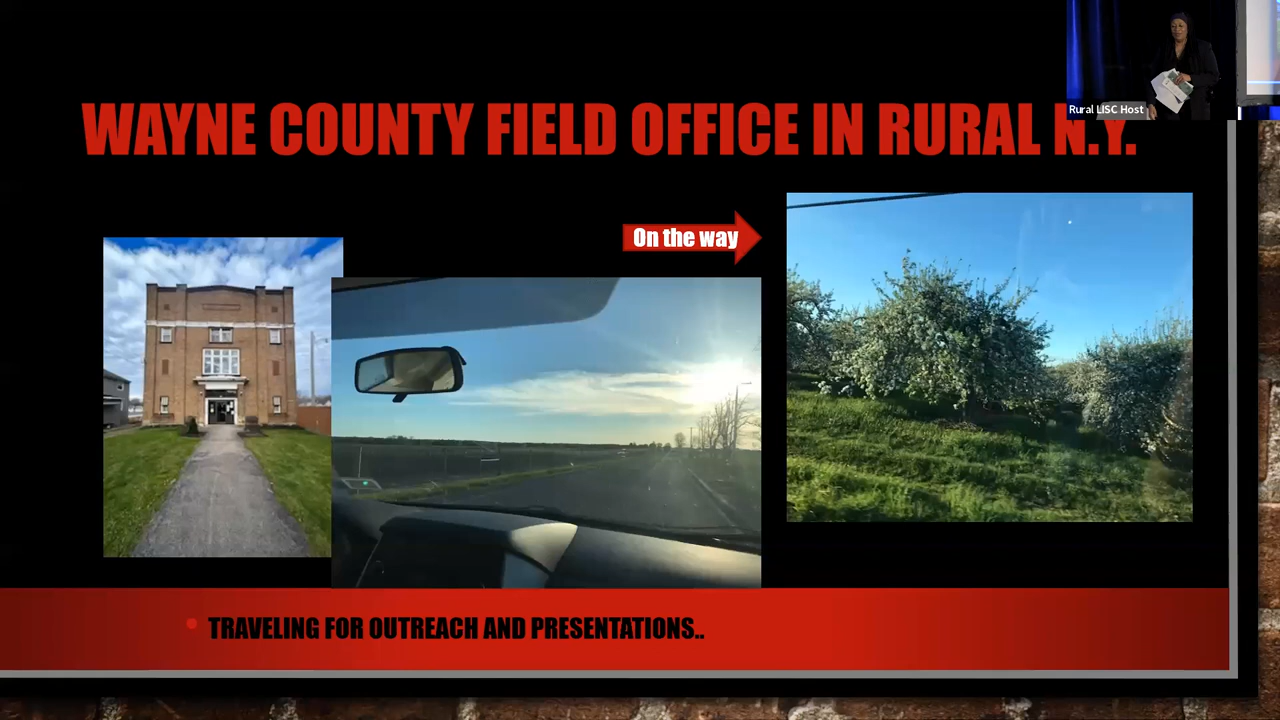 Rural LISC Host
WAYNE COUNTY FIELD OFFICE IN RURAL N.Y.
On the way
TRAVELING FOR OUTREACH AND PRESENTATIONS..